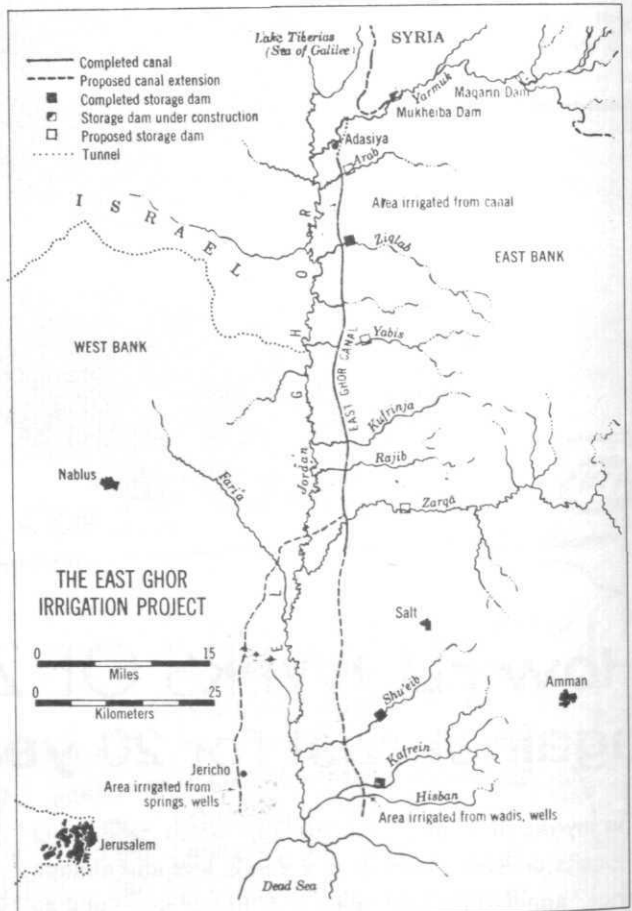 Lake Tiberias
(Sea of Galilee)
SYRIA
Completed canal
Proposed canal extension
Completed storage dam
Storage dam under construction
Proposed storage dam
Tunnel
Yarmuk
Maqarin Dam
Mukheiba Dam
Adasiya
Arab
ISRAEL
Area irrigated from canal
Ziqlab
EAST BANK
WEST BANK
EL GHOR
EAST GHOR CANAL
Yabis
Kufrinja
Rajib
Jordan
Nablus
Faria
Zarqa
THE EAST GHOR
IRRIGATION PROJECT
0 15
Miles
0 25
Kilometers
Salt
Amman
Shu'eib
Kafrein
Jericho
Hisban
Area irrigated from
springs, wells
Area irrigated from wadis, wells
Jerusalem
Dead Sea